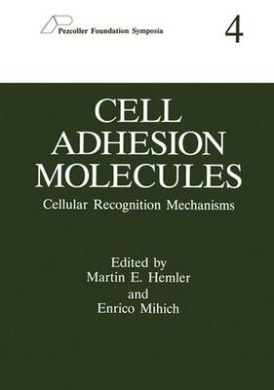 Pezcoller Foundation Symposia
4
CELL
ADHESION
MOLECULES
Cellular Recognition Mechanisms
Edited by
Martin E. Hemler
and
Enrico Mihich